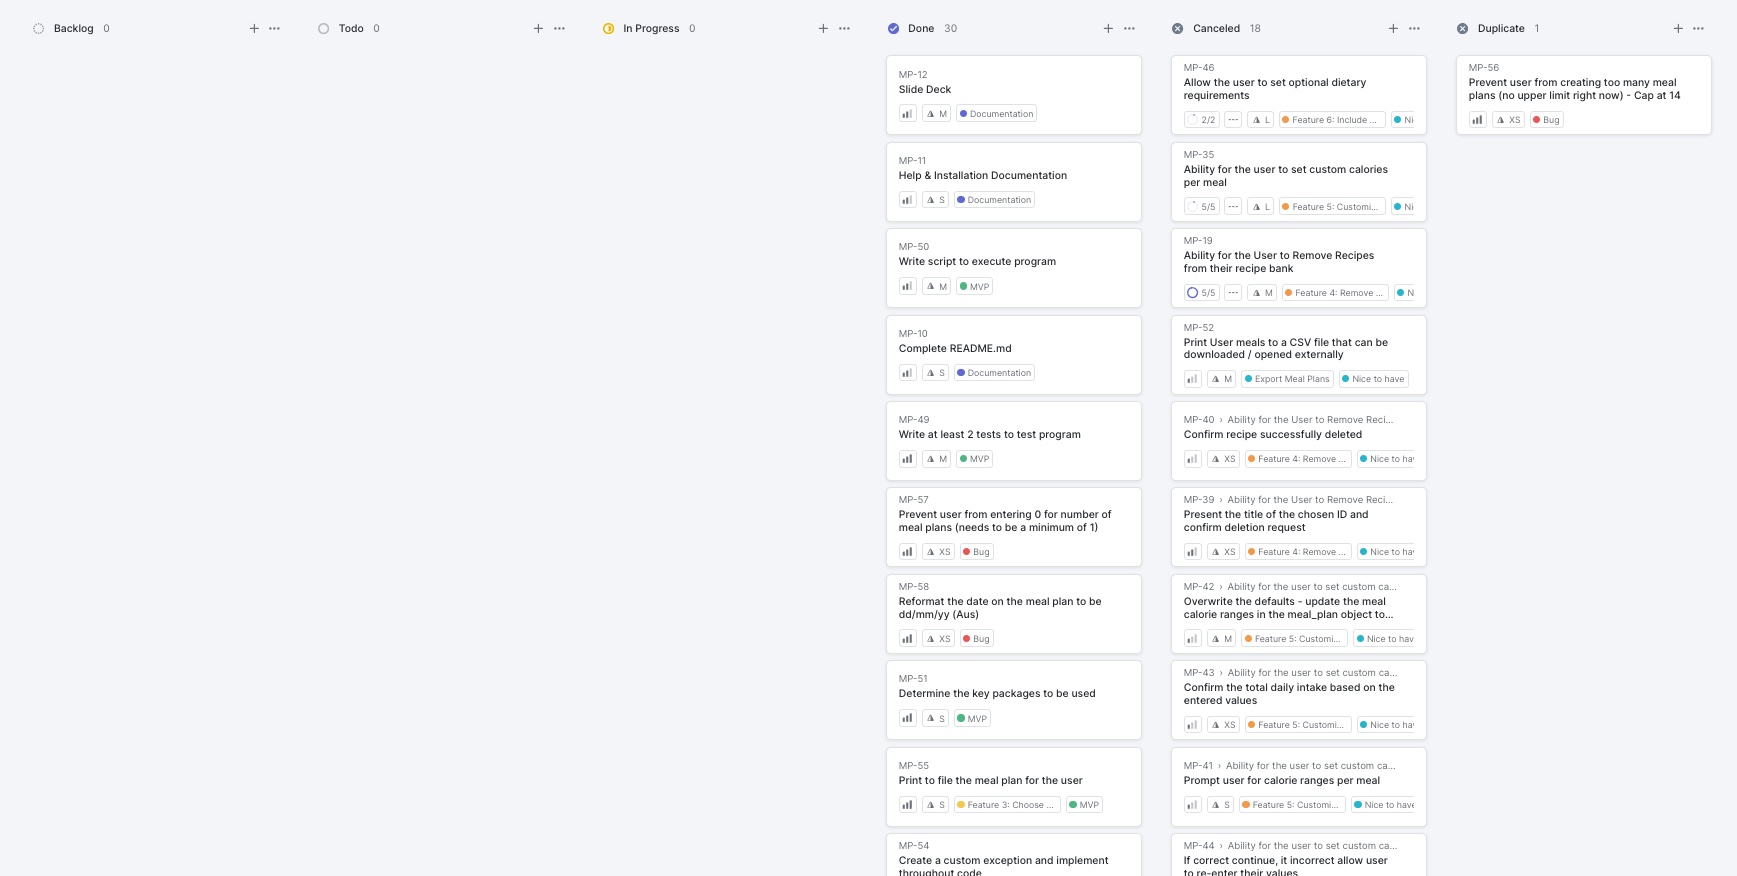 Backlog 0
Todo 0
In Progress 0
Done 30
Canceled 18
Duplicate 1
MP-12
Slide Deck
M Documentation
MP-11
Help & Installation Documentation
S Documentation
MP-50
Write script to execute program
M MVP
MP-10
Complete README.md
S Documentation
MP-49
Write at least 2 tests to test program
M MVP
MP-57
Prevent user from entering 0 for number of
meal plans (needs to be a minimum of 1)
XS Bug
MP-58
Reformat the date on the meal plan to be
dd/mm/yy (Aus)
XS Bug
MP-51
Determine the key packages to be used
S MVP
MP-55
Print to file the meal plan for the user
S Feature 3: Choose ... MVP
MP-54
Create a custom exception and implement
throughout code
MP-46
Allow the user to set optional dietary
requirements
2/2 --- L Feature 6: Include ... Ni
MP-35
Ability for the user to set custom calories
per meal
5/5 --- L Feature 5: Customi... Ni
MP-19
Ability for the User to Remove Recipes
from their recipe bank
5/5 --- M Feature 4: Remove ... N
MP-52
Print User meals to a CSV file that can be
downloaded / opened externally
M Export Meal Plans Nice to have
MP-40 › Ability for the User to Remove Reci...
Confirm recipe successfully deleted
XS Feature 4: Remove ... Nice to hav
MP-39 › Ability for the User to Remove Reci...
Present the title of the chosen ID and
confirm deletion request
XS Feature 4: Remove ... Nice to hav
MP-42 › Ability for the user to set custom ca...
Overwrite the defaults - update the meal
calorie ranges in the meal_plan object to...
M Feature 5: Customi... Nice to hav
MP-43 › Ability for the user to set custom ca...
Confirm the total daily intake based on the
entered values
XS Feature 5: Customi... Nice to hav
MP-41 › Ability for the user to set custom ca...
Prompt user for calorie ranges per meal
S Feature 5: Customi... Nice to have
MP-44 › Ability for the user to set custom ca...
If correct continue, it incorrect allow user
to re-enter their values
MP-56
Prevent user from creating too many meal
plans (no upper limit right now) - Cap at 14
XS Bug